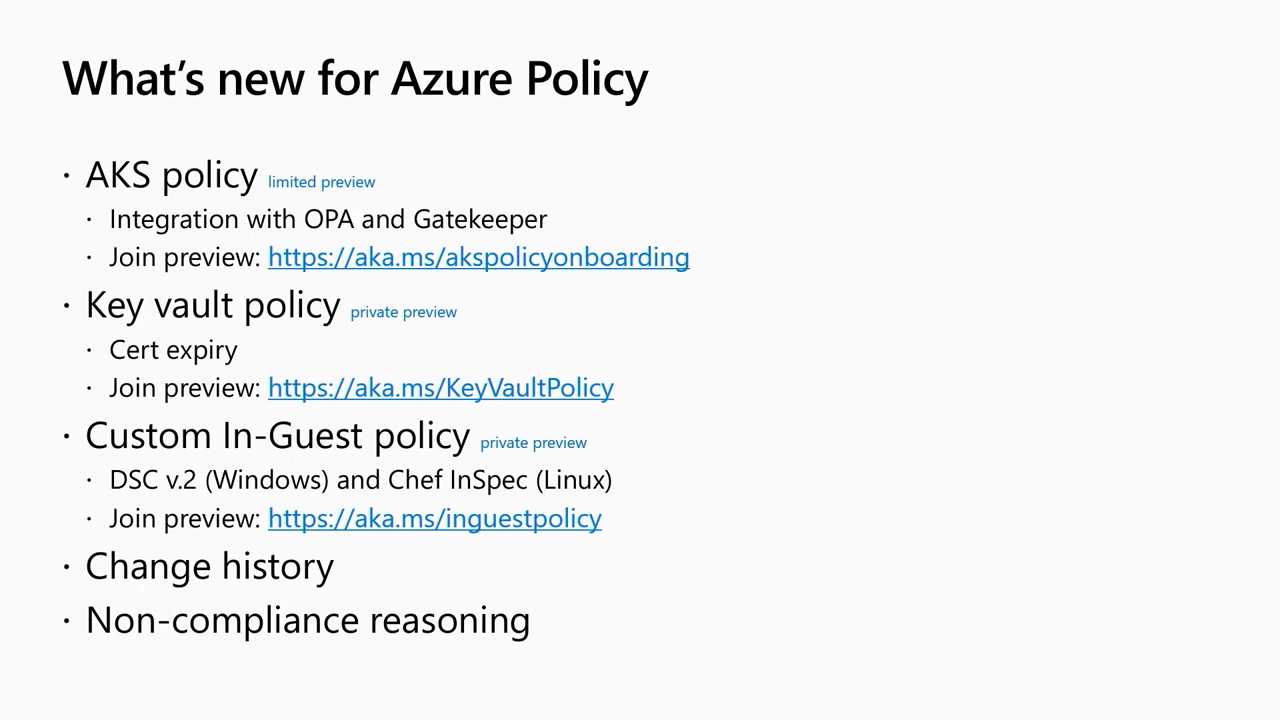 What's new for Azure Policy
· AKS policy limited preview
· Integration with OPA and Gatekeeper
· Join preview: https://aka.ms/akspolicyonboarding
· Key vault policy private preview
· Cert expiry
· Join preview: https://aka.ms/KeyVaultPolicy
· Custom In-Guest policy private preview
· DSC v.2 (Windows) and Chef InSpec (Linux)
· Join preview: https://aka.ms/inguestpolicy
· Change history
· Non-compliance reasoning